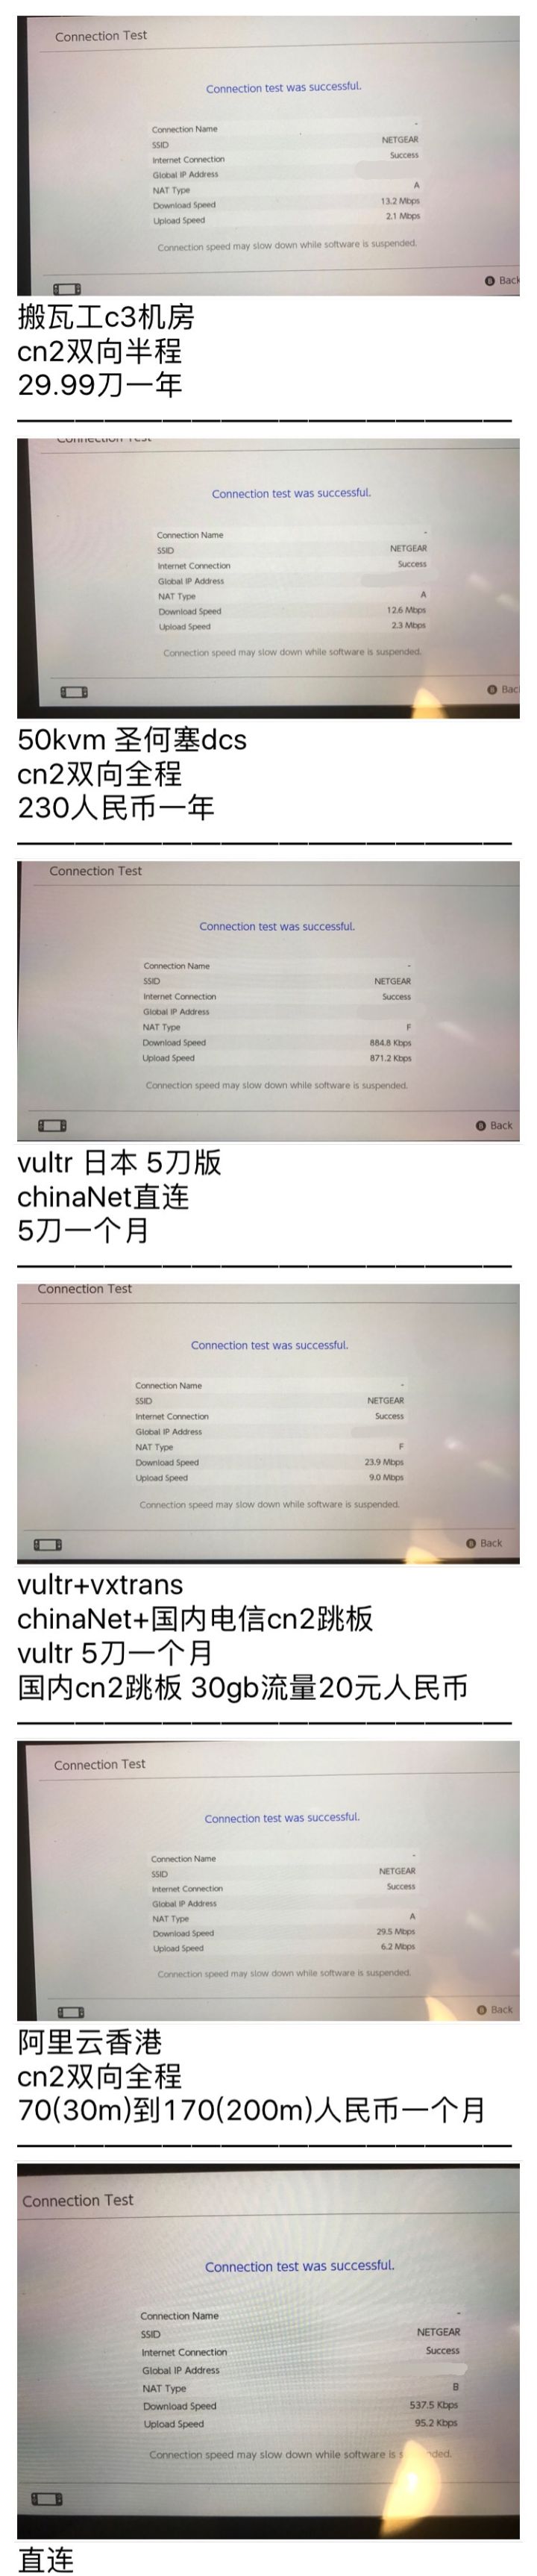 Connection Test
Connection test was successful.
Connection Name -
SSID NETGEAR
Internet Connection Success
Global IP Address
NAT Type A
Download Speed 13.2 Mbps
Upload Speed 2.1 Mbps
Connection speed may slow down while software is suspended.
B Back
搬瓦工c3机房
cn2双向半程
29.99刀一年
Connection Test
Connection test was successful.
Connection Name -
SSID NETGEAR
Internet Connection Success
Global IP Address
NAT Type A
Download Speed 12.6 Mbps
Upload Speed 2.3 Mbps
Connection speed may slow down while software is suspended.
B Bac
50kvm 圣何塞dcs
cn2双向全程
230人民币一年
Connection Test
Connection test was successful.
Connection Name -
SSID NETGEAR
Internet Connection Success
Global IP Address
NAT Type F
Download Speed 884.8 Kbps
Upload Speed 871.2 Kbps
Connection speed may slow down while software is suspended.
B Back
vultr 日本 5刀版
chinaNet直连
5刀一个月
Connection Test
Connection test was successful.
Connection Name -
SSID NETGEAR
Internet Connection Success
Global IP Address
NAT Type F
Download Speed 23.9 Mbps
Upload Speed 9.0 Mbps
Connection speed may slow down while software is suspended.
B Back
vultr+vxtrans
chinaNet+国内电信cn2跳板
vultr 5刀一个月
国内cn2跳板 30gb流量20元人民币
Connection Test
Connection test was successful.
Connection Name -
SSID NETGEAR
Internet Connection Success
Global IP Address
NAT Type A
Download Speed 29.5 Mbps
Upload Speed 6.2 Mbps
Connection speed may slow down while software is suspended.
B Back
阿里云香港
cn2双向全程
70(30m)到170(200m)人民币一个月
Connection Test
Connection test was successful.
Connection Name -
SSID NETGEAR
Internet Connection Success
Global IP Address
NAT Type B
Download Speed 537.5 Kbps
Upload Speed 95.2 Kbps
Connection speed may slow down while software is
直连